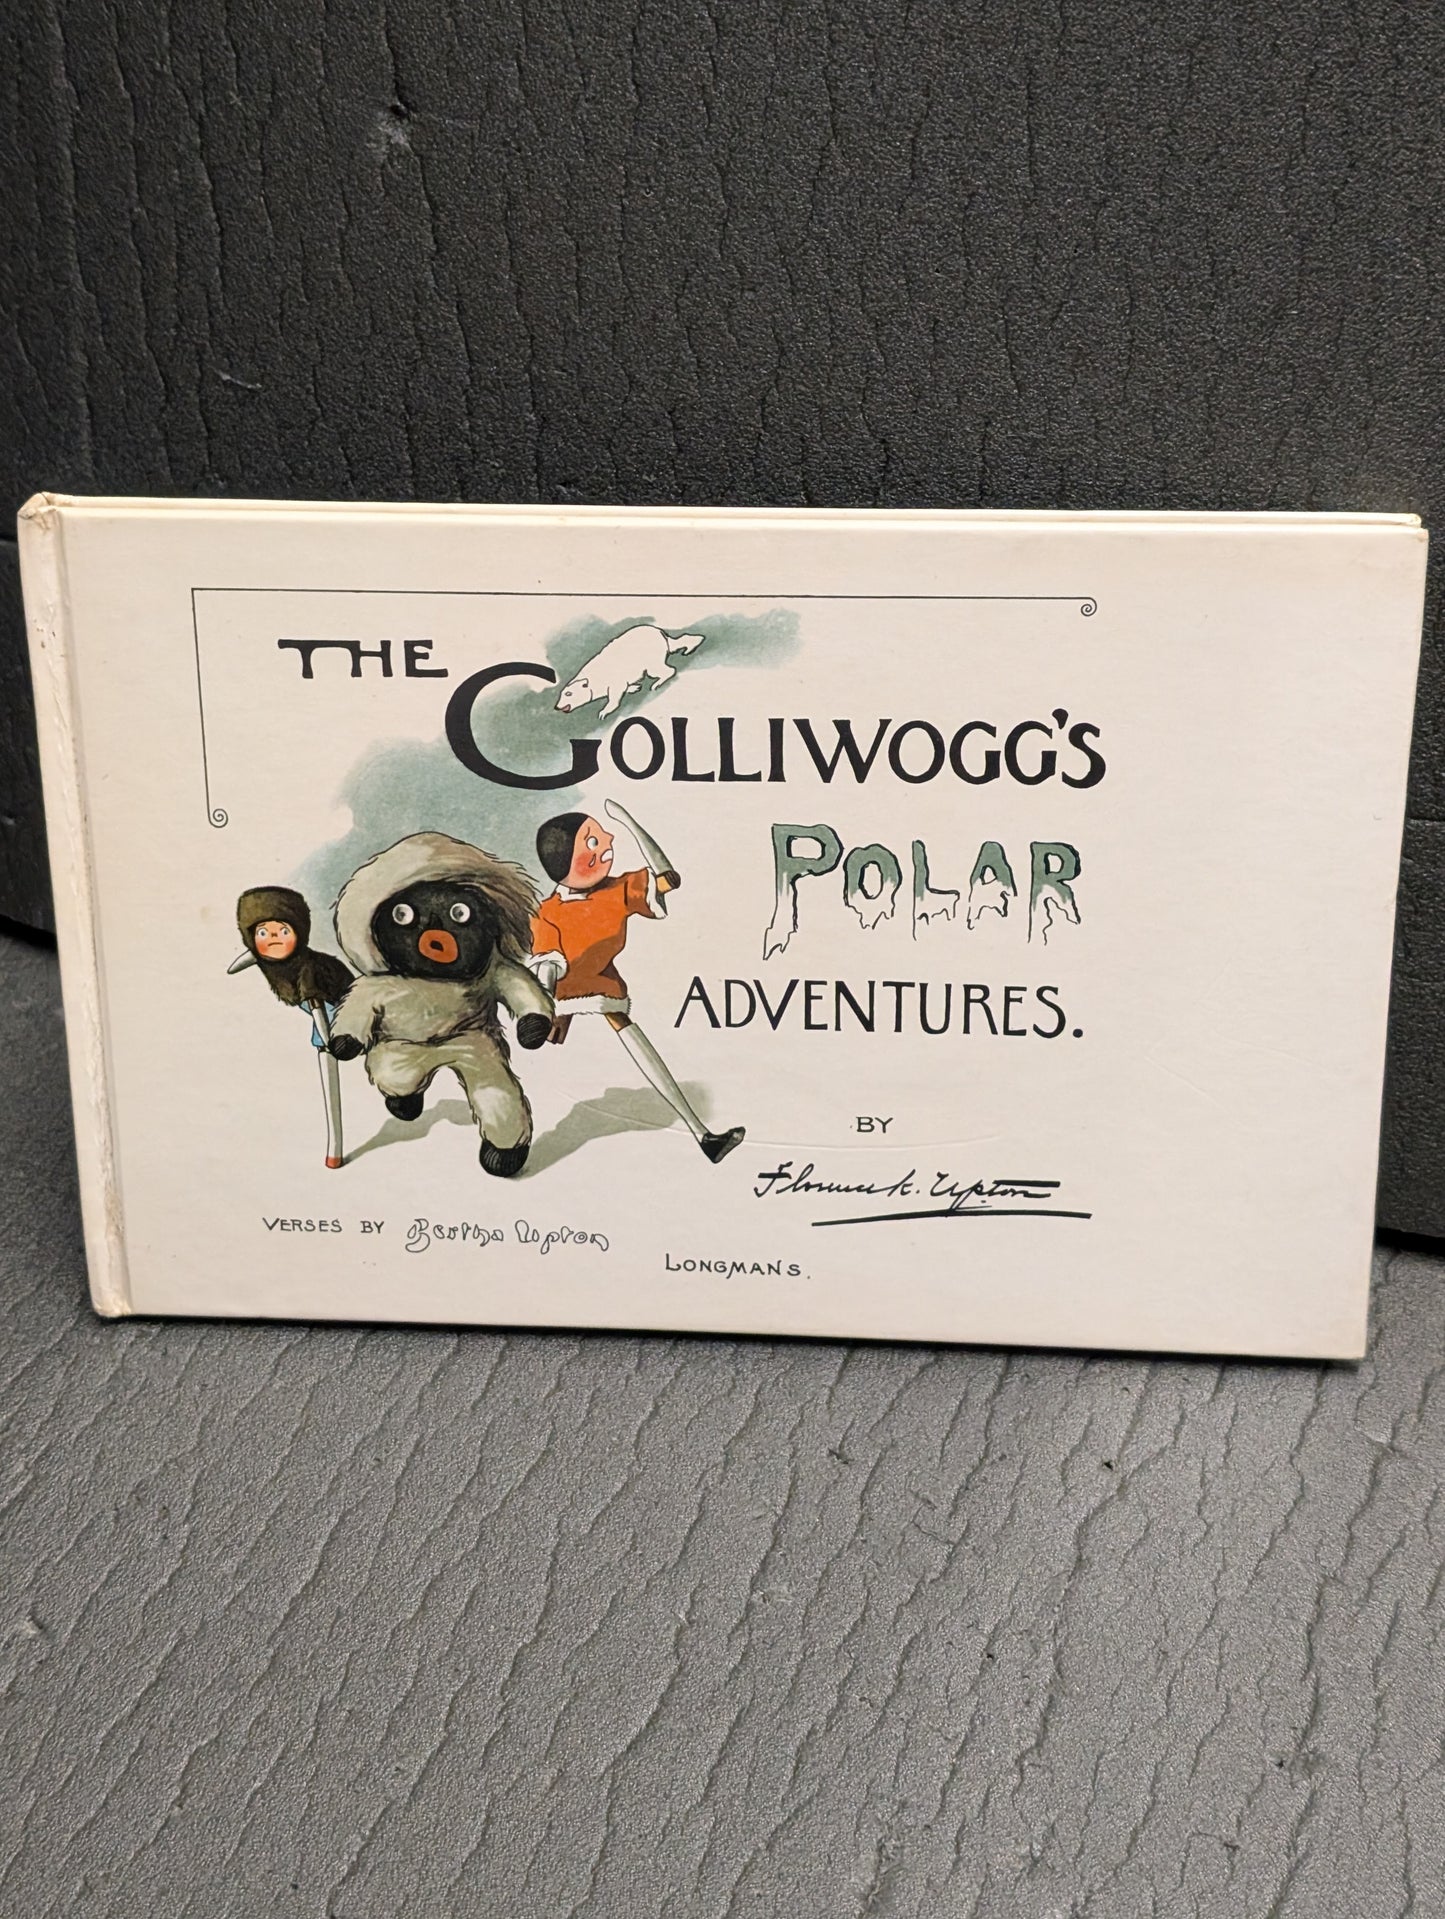 THE
GOLLIWOGG'S
POLAR
ADVENTURES.
BY
Florence K. Upton
VERSES BY Bertha Upton
LONGMANS.